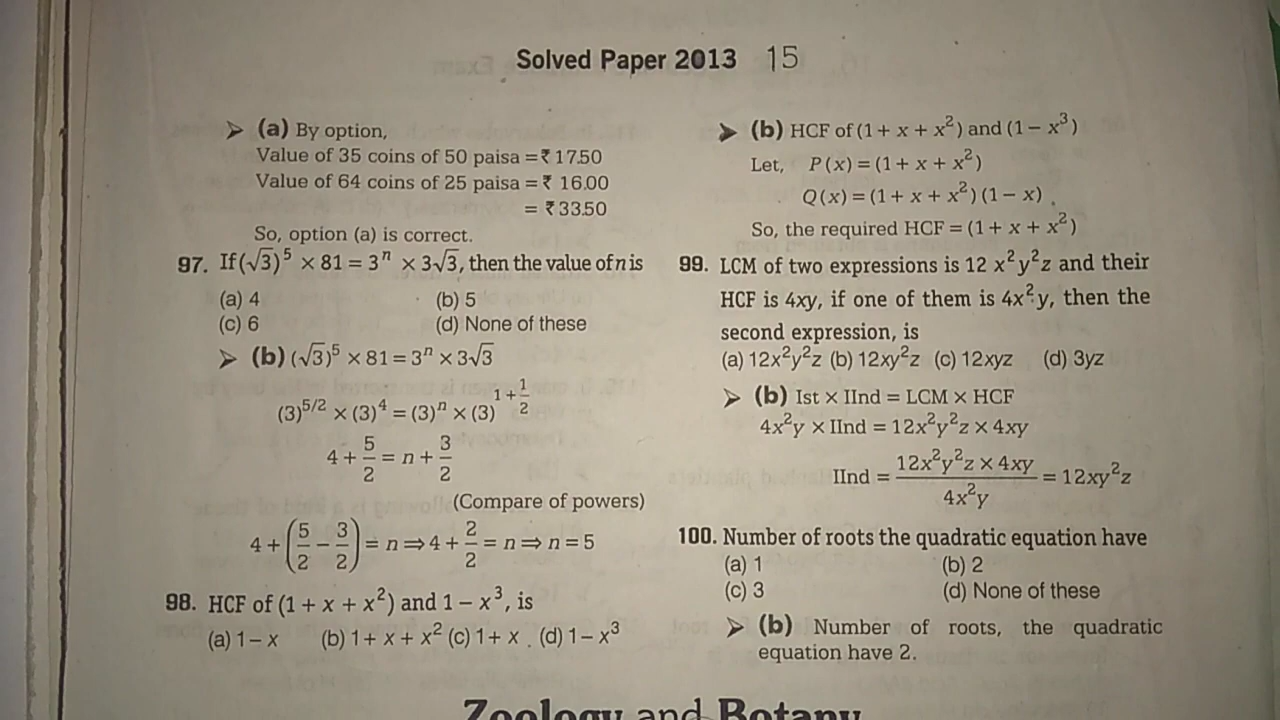 Solved Paper 2013 15
➤ (a) By option,
Value of 35 coins of 50 paisa = ₹ 17.50
Value of 64 coins of 25 paisa = ₹ 16.00
= ₹ 33.50
So, option (a) is correct.
97. If (√3)⁵ × 81 = 3ⁿ × 3√3, then the value of n is
(a) 4 (b) 5
(c) 6 (d) None of these
➤ (b) (√3)⁵ × 81 = 3ⁿ × 3√3
(3)^5/2 × (3)⁴ = (3)ⁿ × (3)^1 + 1/2
4 + 5/2 = n + 3/2
(Compare of powers)
4 + (5/2 − 3/2) = n ⇒ 4 + 2/2 = n ⇒ n = 5
98. HCF of (1 + x + x²) and 1 − x³, is
(a) 1 − x (b) 1 + x + x² (c) 1 + x (d) 1 − x³
➤ (b) HCF of (1 + x + x²) and (1 − x³)
Let, P(x) = (1 + x + x²)
Q(x) = (1 + x + x²) (1 − x)
So, the required HCF = (1 + x + x²)
99. LCM of two expressions is 12 x²y²z and their
HCF is 4xy, if one of them is 4x²y, then the
second expression, is
(a) 12x²y²z (b) 12xy²z (c) 12xyz (d) 3yz
➤ (b) Ist × IInd = LCM × HCF
4x²y × IInd = 12x²y²z × 4xy
IInd = 12x²y²z × 4xy / 4x²y = 12xy²z
100. Number of roots the quadratic equation have
(a) 1 (b) 2
(c) 3 (d) None of these
➤ (b) Number of roots, the quadratic
equation have 2.
Zoology and Botany